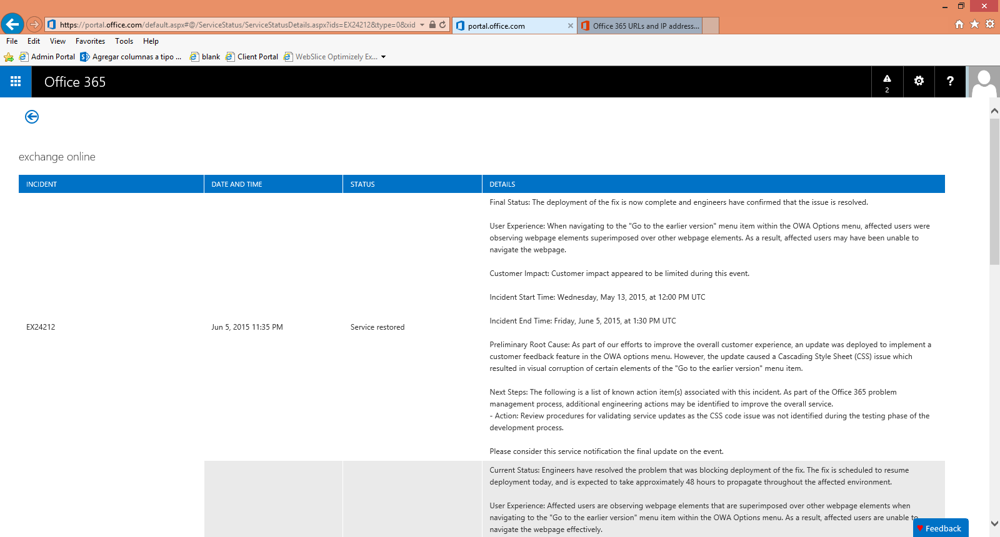 https://portal.office.com/default.aspx#@/ServiceStatus/ServiceStatusDetails.aspx?ids=EX24212&type=0&xid
portal.office.com
Office 365 URLs and IP address...
File Edit View Favorites Tools Help
Admin Portal Agregar columnas a tipo ... blank Client Portal WebSlice Optimizely Ex...
Office 365
2
?
exchange online
INCIDENT DATE AND TIME STATUS DETAILS
Final Status: The deployment of the fix is now complete and engineers have confirmed that the issue is resolved.
User Experience: When navigating to the "Go to the earlier version" menu item within the OWA Options menu, affected users were
observing webpage elements superimposed over other webpage elements. As a result, affected users may have been unable to
navigate the webpage.
Customer Impact: Customer impact appeared to be limited during this event.
Incident Start Time: Wednesday, May 13, 2015, at 12:00 PM UTC
Incident End Time: Friday, June 5, 2015, at 1:30 PM UTC
EX24212 Jun 5, 2015 11:35 PM Service restored
Preliminary Root Cause: As part of our efforts to improve the overall customer experience, an update was deployed to implement a
customer feedback feature in the OWA options menu. However, the update caused a Cascading Style Sheet (CSS) issue which
resulted in visual corruption of certain elements of the "Go to the earlier version" menu item.
Next Steps: The following is a list of known action item(s) associated with this incident. As part of the Office 365 problem
management process, additional engineering actions may be identified to improve the overall service.
- Action: Review procedures for validating service updates as the CSS code issue was not identified during the testing phase of the
development process.
Please consider this service notification the final update on the event.
Current Status: Engineers have resolved the problem that was blocking deployment of the fix. The fix is scheduled to resume
deployment today, and is expected to take approximately 48 hours to propagate throughout the affected environment.
User Experience: Affected users are observing webpage elements that are superimposed over other webpage elements when
navigating to the "Go to the earlier version" menu item within the OWA Options menu. As a result, affected users are unable to
navigate the webpage effectively.
Feedback